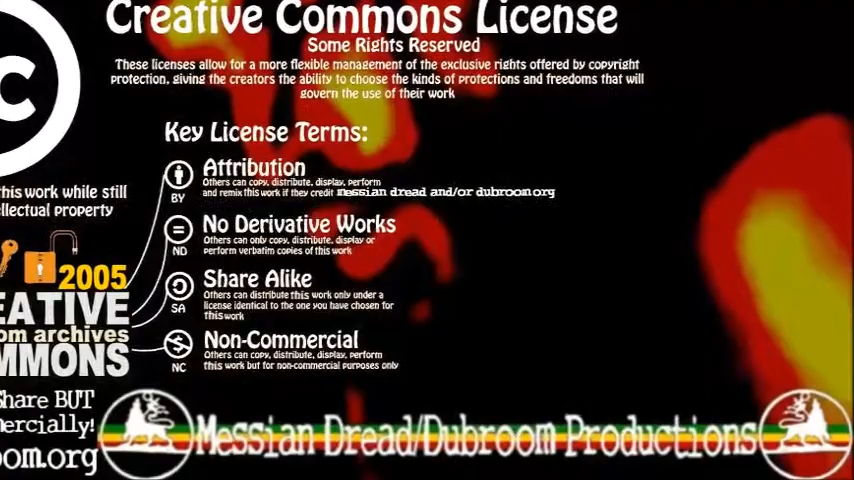 Creative Commons License
Some Rights Reserved
These licenses allow for a more flexible management of the exclusive rights offered by copyright
protection, giving the creators the ability to choose the kinds of protections and freedoms that will
govern the use of their work
Key License Terms:
Attribution
Others can copy, distribute, display, perform
and remix this work if they credit messian dread and/or dubroom.org
BY
this work while still
ellectual property
No Derivative Works
Others can only copy, distribute, display or
perform verbatim copies of this work
ND
2005
EATIVE
om archives
MMONS
Share Alike
Others can distribute this work only under a
license identical to the one you have chosen for
this work
SA
Non-Commercial
Others can copy, distribute, display, perform
this work but for non-commercial purposes only
NC
Share BUT
ercially!
om.org
Messian Dread/Dubroom Productions